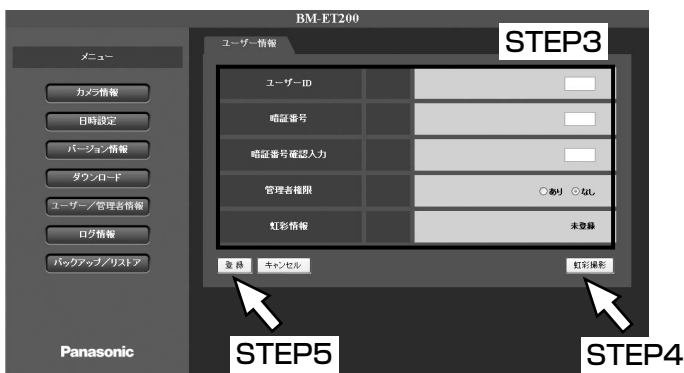 BM-ET200
メニュー
カメラ情報
日時設定
バージョン情報
ダウンロード
ユーザー／管理者情報
ログ情報
バックアップ／リストア
Panasonic
ユーザー情報
STEP3
ユーザーID
暗証番号
暗証番号確認入力
管理者権限 あり なし
虹彩情報 未登録
登録 キャンセル 虹彩撮影
STEP5
STEP4